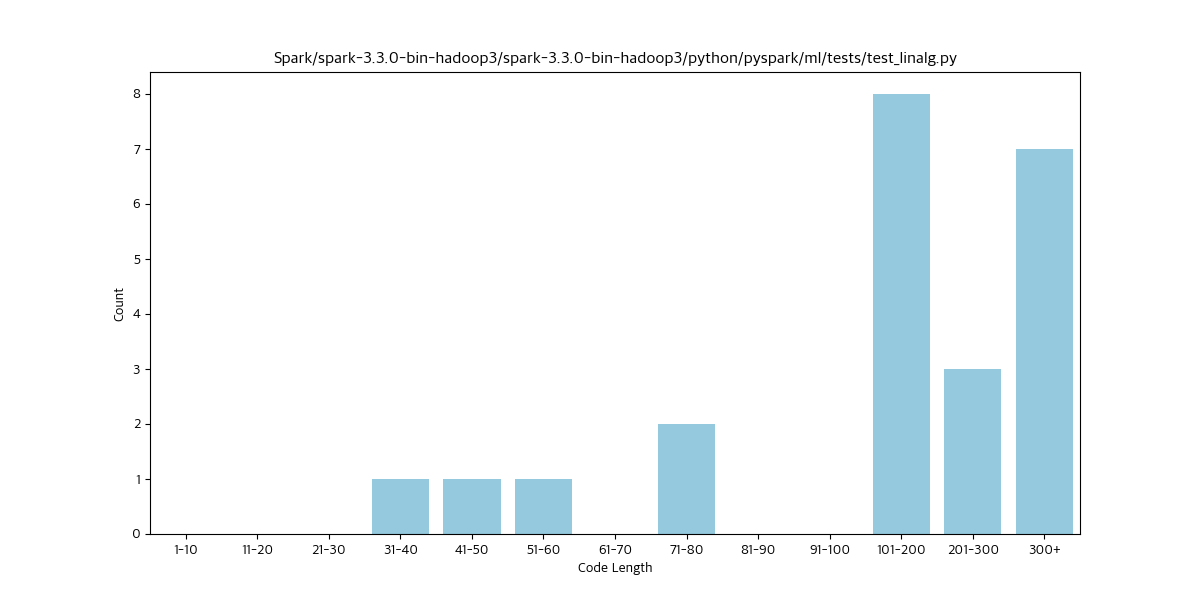 Spark/spark-3.3.0-bin-hadoop3/spark-3.3.0-bin-hadoop3/python/pyspark/ml/tests/test_linalg.py
8
7
6
5
4
3
2
1
0
Count
1-10 11-20 21-30 31-40 41-50 51-60 61-70 71-80 81-90 91-100 101-200 201-300 300+
Code Length